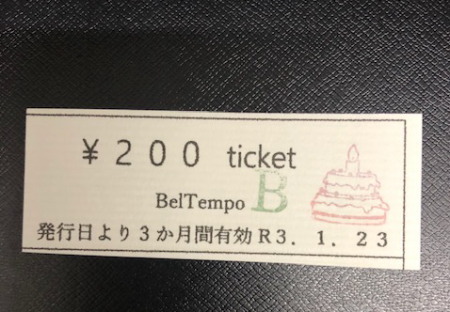 ￥２００ ticket
BelTempo B
発行日より３か月間有効 R３．１．２３